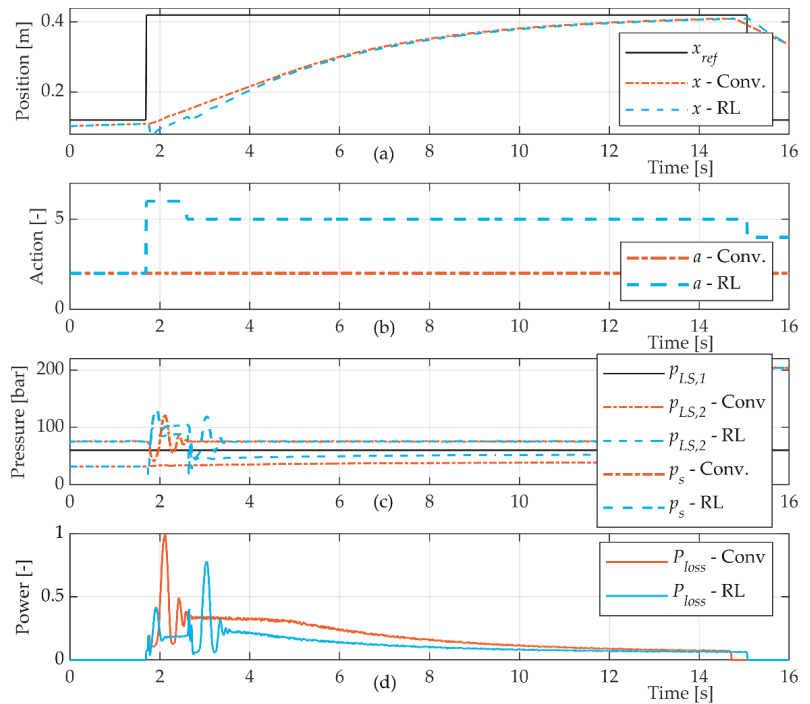 Position [m]
0.4
0.2
x_ref
x - Conv.
x - RL
0 2 4 6 8 10 12 14 16
(a)
Time [s]
Action [-]
5
0
a - Conv.
a - RL
0 2 4 6 8 10 12 14 16
(b)
Time [s]
Pressure [bar]
200
100
0
p_LS,1
p_LS,2 - Conv
p_LS,2 - RL
p_s - Conv.
p_s - RL
0 2 4 6 8 10 12 14 16
(c)
Time [s]
Power [-]
1
0.5
0
P_loss - Conv
P_loss - RL
0 2 4 6 8 10 12 14 16
(d)
Time [s]